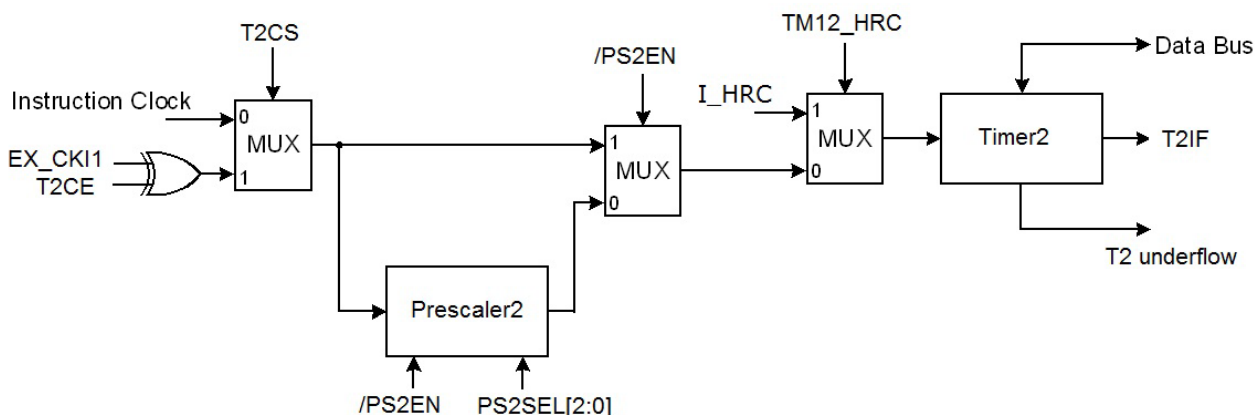 T2CS
TM12_HRC
/PS2EN
Data Bus
Instruction Clock
0
MUX
I_HRC
1
MUX
Timer2
T2IF
EX_CKI1
T2CE
1
1
MUX
0
0
T2 underflow
Prescaler2
/PS2EN
PS2SEL[2:0]